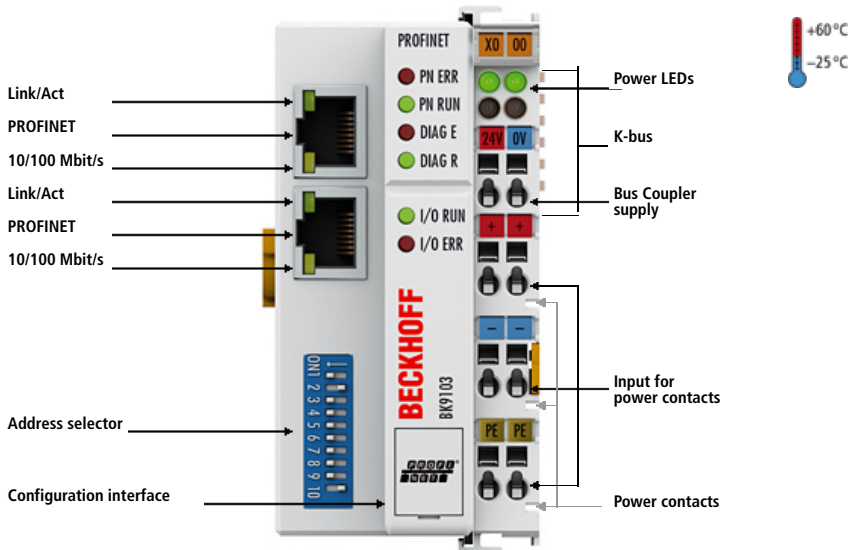 Link/Act
PROFINET
10/100 Mbit/s
Link/Act
PROFINET
10/100 Mbit/s
Address selector
Configuration interface
ON
1
2
3
4
5
6
7
8
9
10
PROFINET
PN ERR
PN RUN
DIAG E
DIAG R
I/O RUN
I/O ERR
BECKHOFF
BK9103
PROFI
NET
X0 00
24V 0V
+ +
– –
PE PE
Power LEDs
K-bus
Bus Coupler
supply
Input for
power contacts
Power contacts
+60 °C
–25 °C